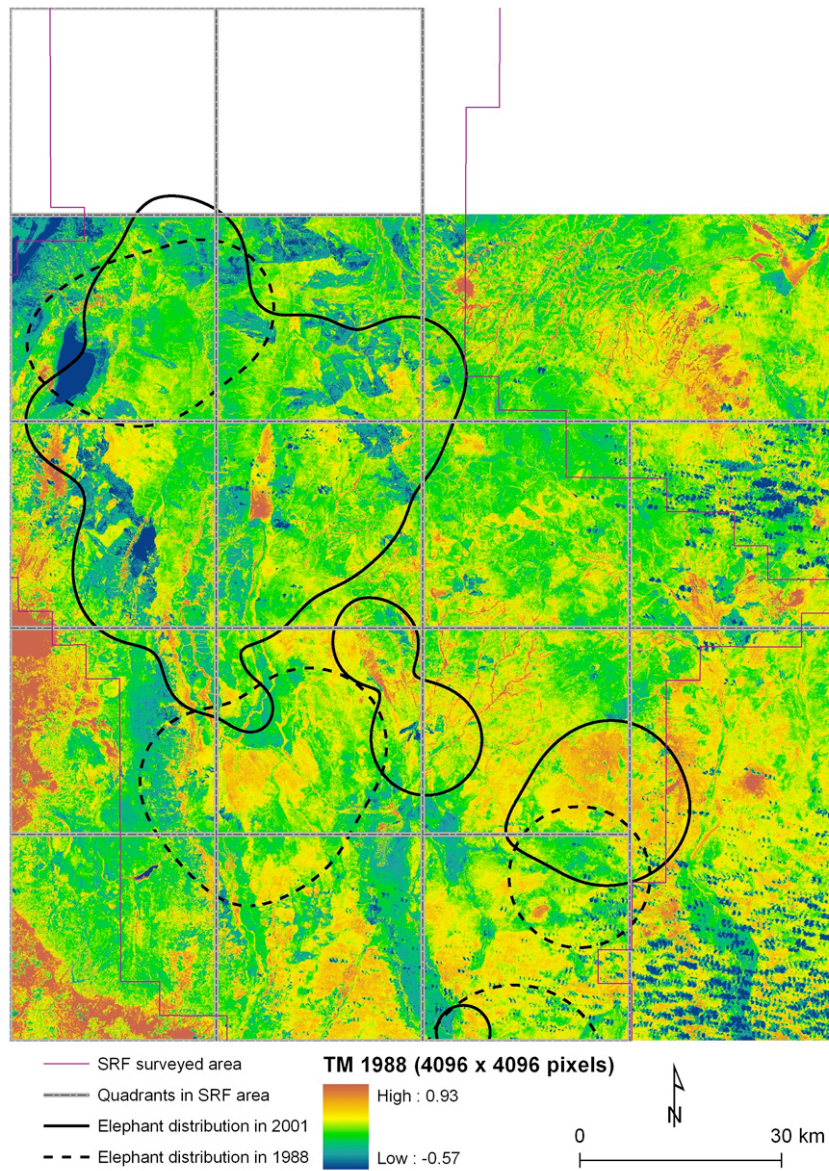 SRF surveyed area
Quadrants in SRF area
Elephant distribution in 2001
Elephant distribution in 1988
TM 1988 (4096 x 4096 pixels)
High : 0.93
Low : -0.57
N
0 30 km